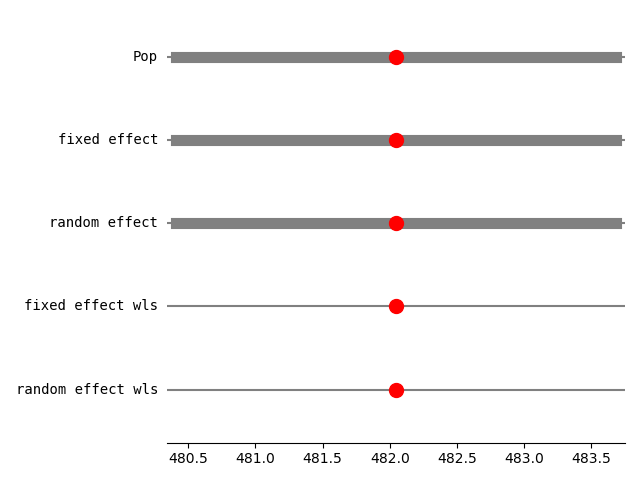 Pop
fixed effect
random effect
fixed effect wls
random effect wls
480.5 481.0 481.5 482.0 482.5 483.0 483.5